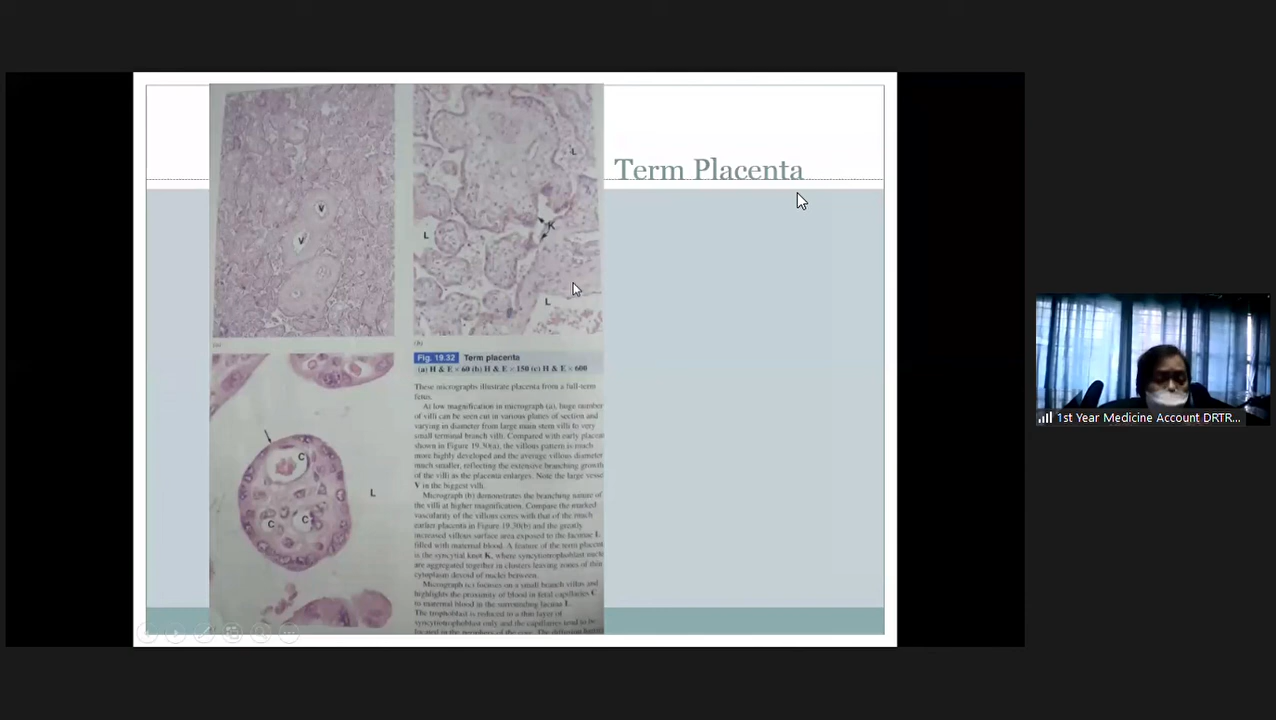 Term Placenta
V
V
(a)
L
K
L
L
(b)
Fig. 19.32 Term placenta
(a) H & E × 60 (b) H & E × 150 (c) H & E × 600
These micrographs illustrate placenta from a full-term
fetus.
At low magnification in micrograph (a), huge number
of villi can be seen cut in various planes of section and
varying in diameter from large main stem villi to very
small terminal branch villi. Compared with early placent
shown in Figure 19.30(a), the villous pattern is much
more highly developed and the average villous diameter
much smaller, reflecting the extensive branching growth
of the villi as the placenta enlarges. Note the large vesse
V in the biggest villi.
Micrograph (b) demonstrates the branching nature of
the villi at higher magnification. Compare the marked
vascularity of the villous cores with that of the much
earlier placenta in Figure 19.30(b) and the greatly
increased villous surface area exposed to the lacunae L
filled with maternal blood. A feature of the term placent
is the syncytial knot K, where syncytiotrophoblast nucle
are aggregated together in clusters leaving zones of thin
cytoplasm devoid of nuclei between.
Micrograph (c) focuses on a small branch villus and
highlights the proximity of blood in fetal capillaries C
to maternal blood in the surrounding lacuna L.
The trophoblast is reduced to a thin layer of
syncytiotrophoblast only and the capillaries tend to be
located in the periphery of the The diffusion
C
C
C
L
1st Year Medicine Account DRTR...